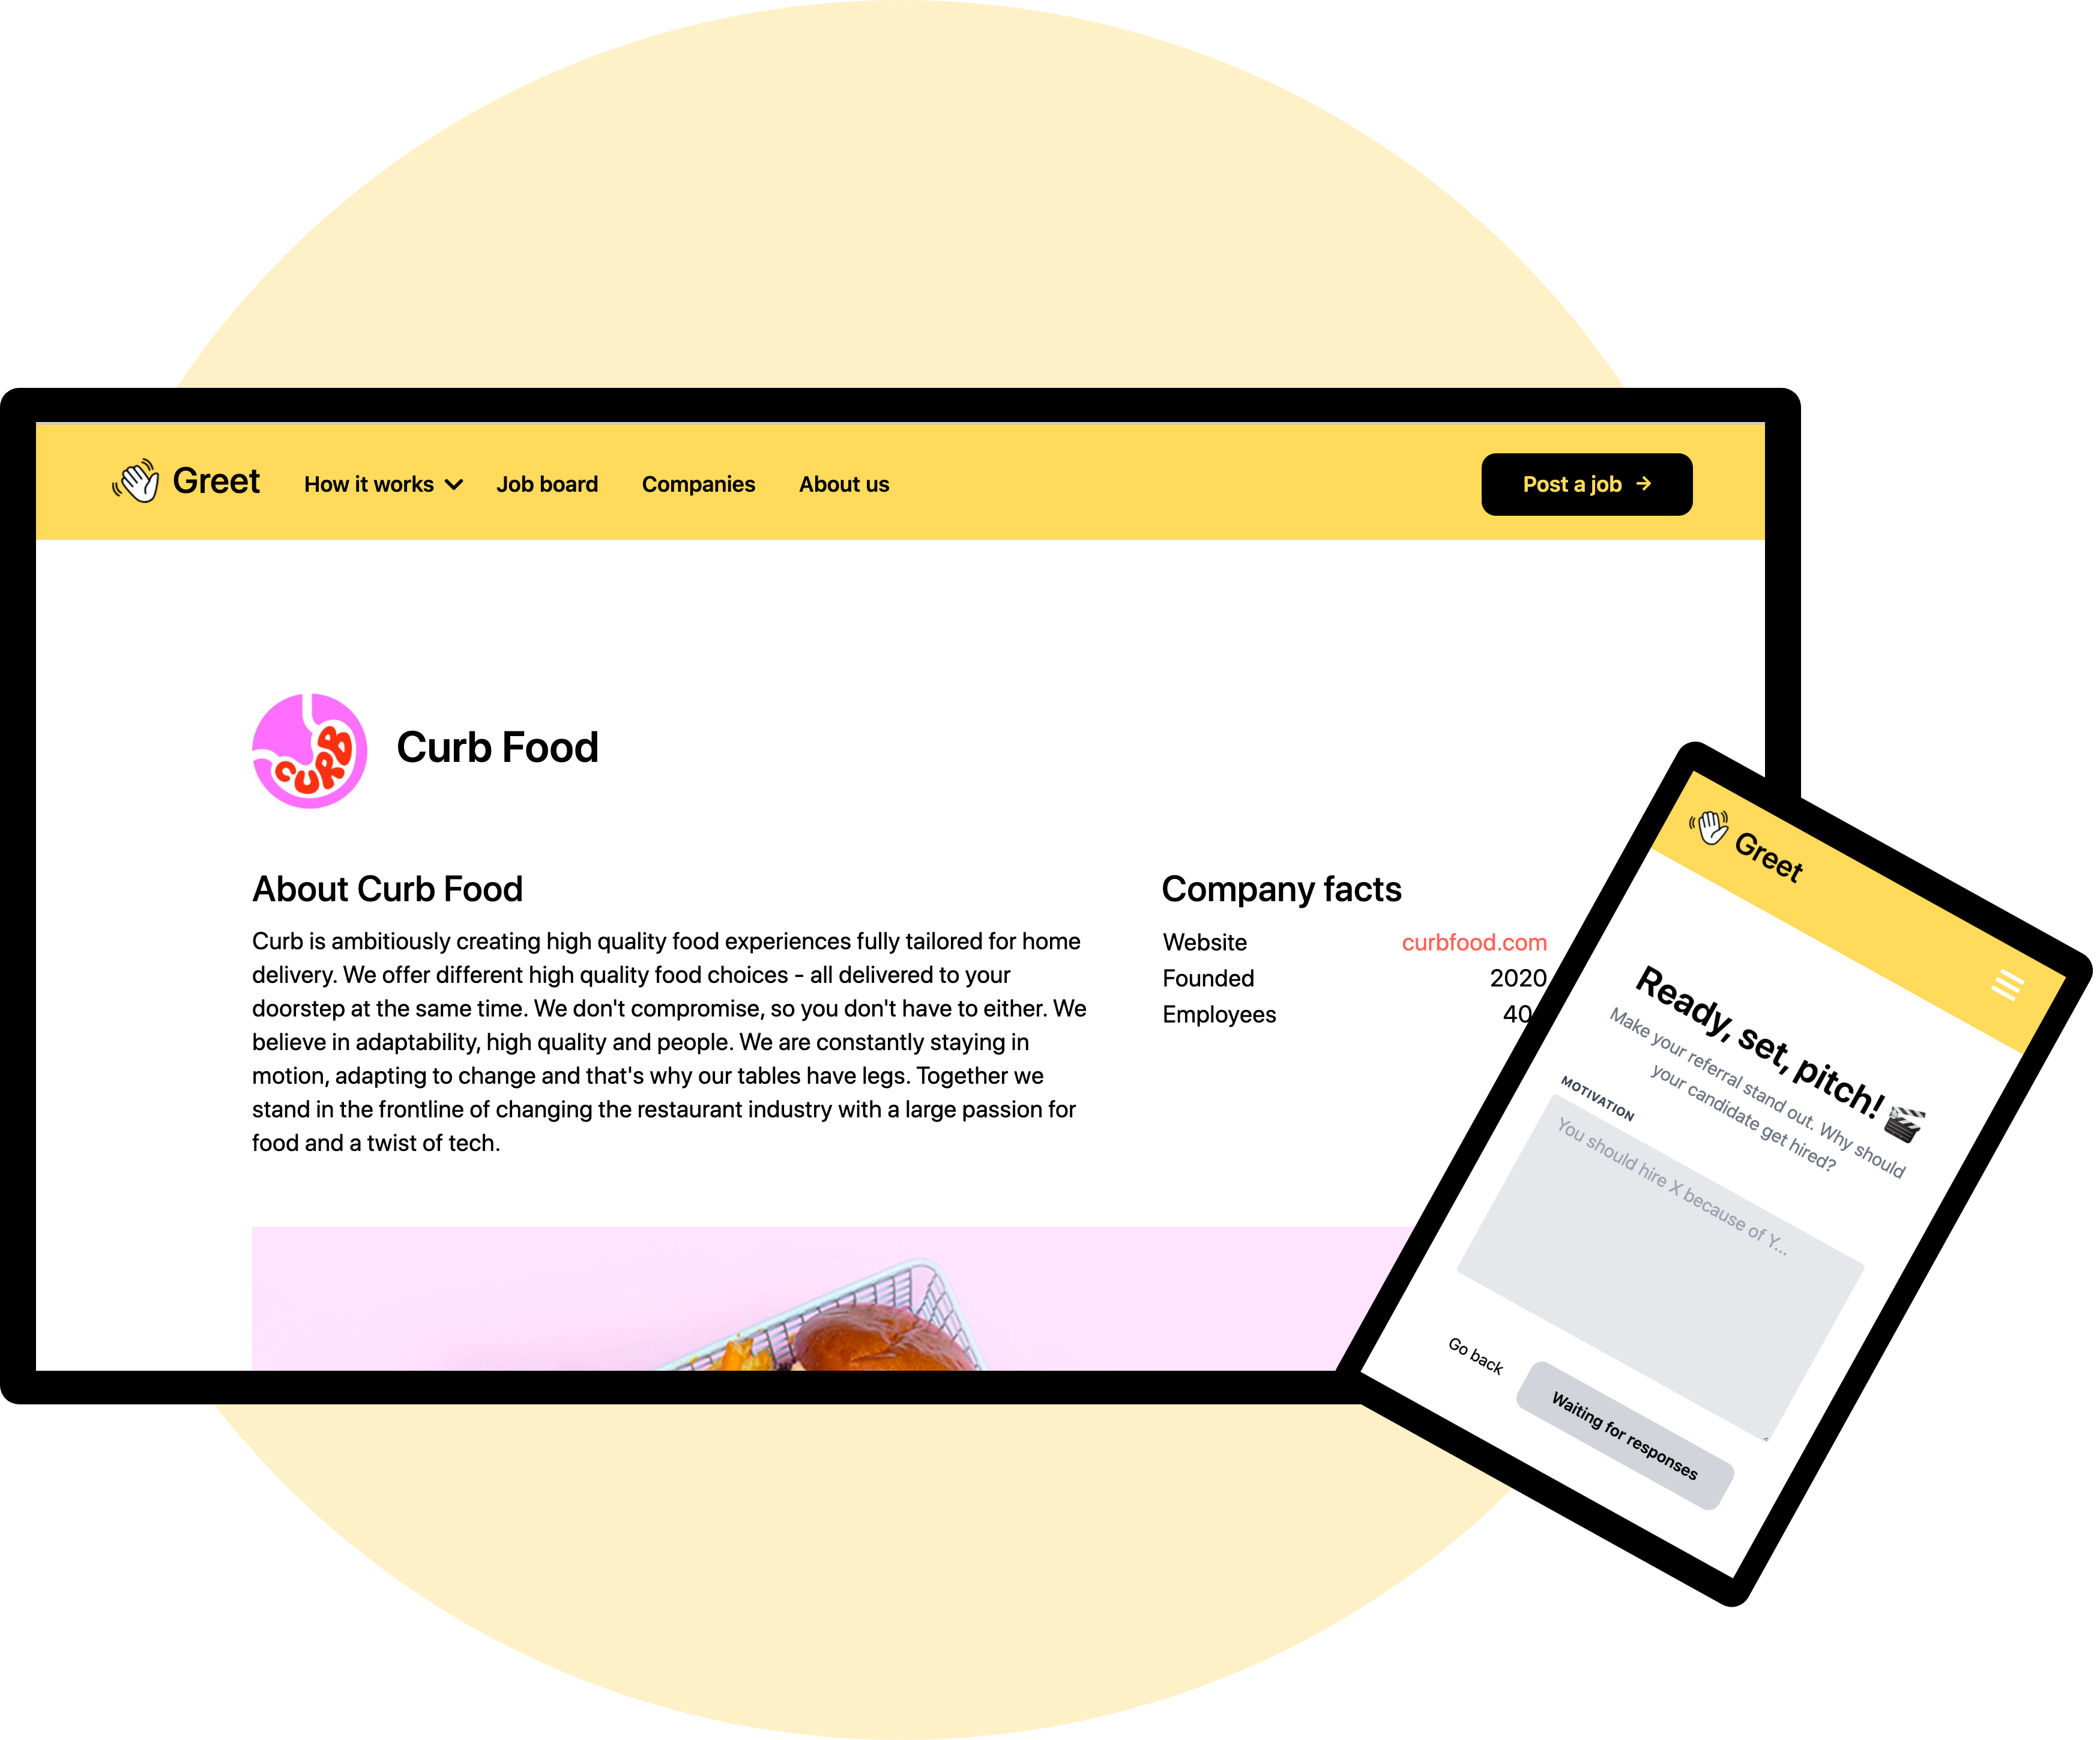 Greet
How it works
Job board
Companies
About us
Post a job →
CURB
Curb Food
About Curb Food
Curb is ambitiously creating high quality food experiences fully tailored for home
delivery. We offer different high quality food choices - all delivered to your
doorstep at the same time. We don't compromise, so you don't have to either. We
believe in adaptability, high quality and people. We are constantly staying in
motion, adapting to change and that's why our tables have legs. Together we
stand in the frontline of changing the restaurant industry with a large passion for
food and a twist of tech.
Company facts
Website curbfood.com
Founded 2020
Employees
Greet
Ready, set, pitch! 🎬
Make your referral stand out. Why should
your candidate get hired?
MOTIVATION
You should hire X because of Y...
Go back
Waiting for responses